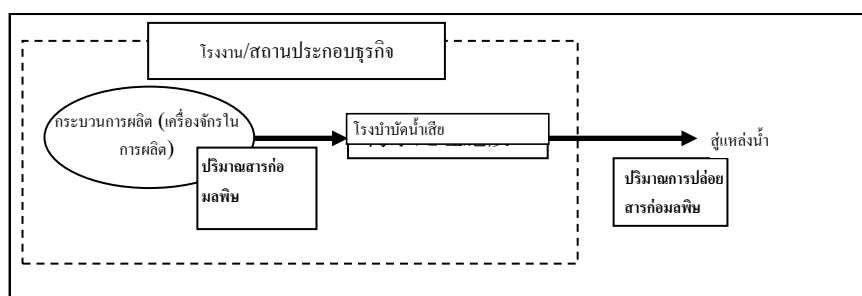 โรงงาน/สถานประกอบธุรกิจ
กระบวนการผลิต (เครื่องจักรใน
การผลิต)
โรงบำบัดน้ำเสีย
สู่แหล่งน้ำ
ปริมาณสารก่อ
มลพิษ
ปริมาณการปล่อย
สารก่อมลพิษ